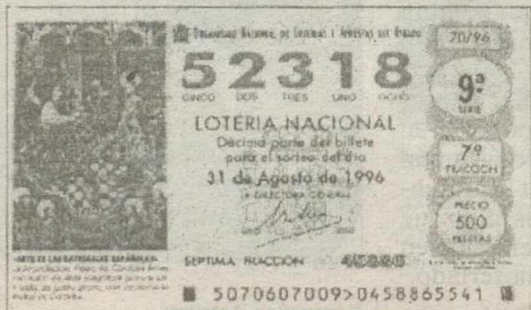 Organismo Nacional de Loterías y Apuestas del Estado
70/96
52318
CINCO DOS TRES UNO OCHO
9ª
SERIE
LOTERIA NACIONAL
Décima parte del billete
para el sorteo del día
31 de Agosto de 1996
LA DIRECTORA GENERAL
7ª
FRACCION
PRECIO
500
PESETAS
SEPTIMA FRACCION
«ARTE EN LAS CATEDRALES ESPAÑOLAS»
5070607009>0458865541